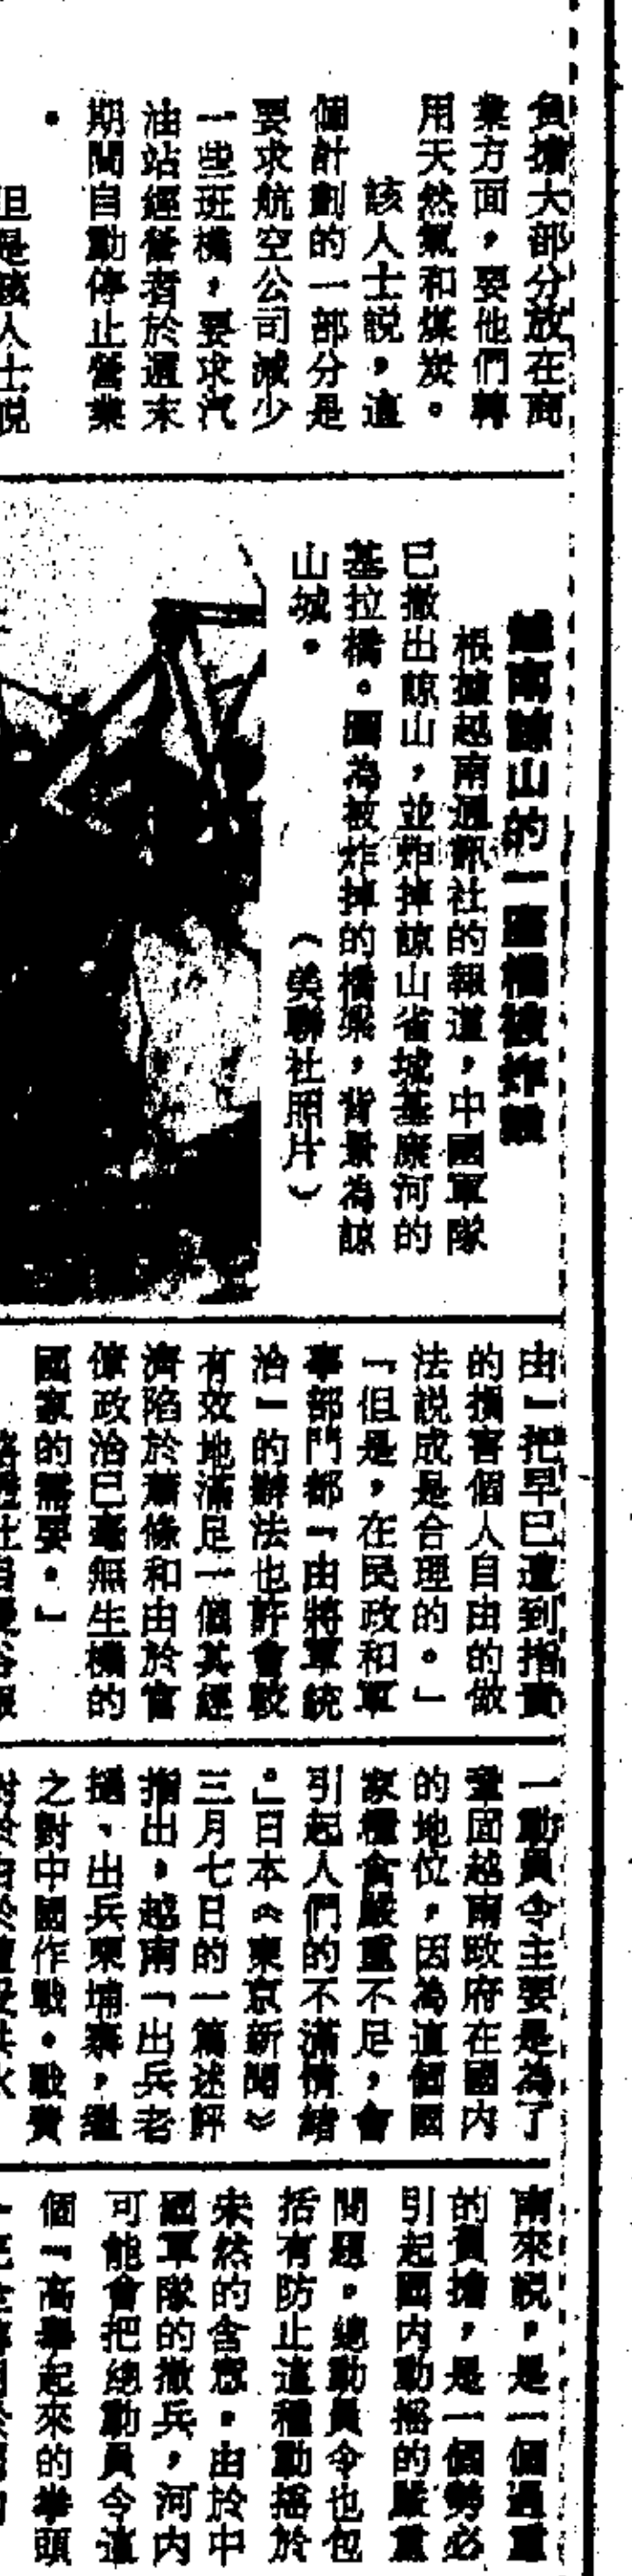 負擔大部分放在商
業方面，要他們轉
用天然氣和煤炭。
該人士説，這
個計劃的一部分是
要求航空公司減少
一些班機，要求汽
油站經營者於週末
期間自動停止營業
。
但是該人士説
越南諒山的一座橋被炸毀
根據越南通訊社的報道，中國軍隊
已撤出諒山，並炸掉諒山省城基窮河的
基拉橋。圖為被炸掉的橋樑，背景為諒
山城。
（美聯社照片）
由」把早已遭到指責
的損害個人自由的做
法説成是合理的。」
「但是，在民政和軍
事部門都「由將軍統
治」的辦法也許會較
有效地滿足一個其經
濟陷於蕭條和由於官
僚政治已毫無生機的
國家的需要。」
一動員令主要是為了
鞏固越南政府在國內
的地位，因為這個國
家糧食嚴重不足，會
引起人們的不滿情緒
。」日本《東京新聞》
三月七日的一篇述評
指出，越南「出兵老
撾、出兵柬埔寨，繼
之對中國作戰。戰費
南來説，是一個過重
的負擔，是一個勢必
引起國內動搖的嚴重
問題。總動員令也包
括有防止這種動搖於
未然的含意。由於中
國軍隊的撤兵，河內
可能會把總動員令這
個「高舉起來的拳頭